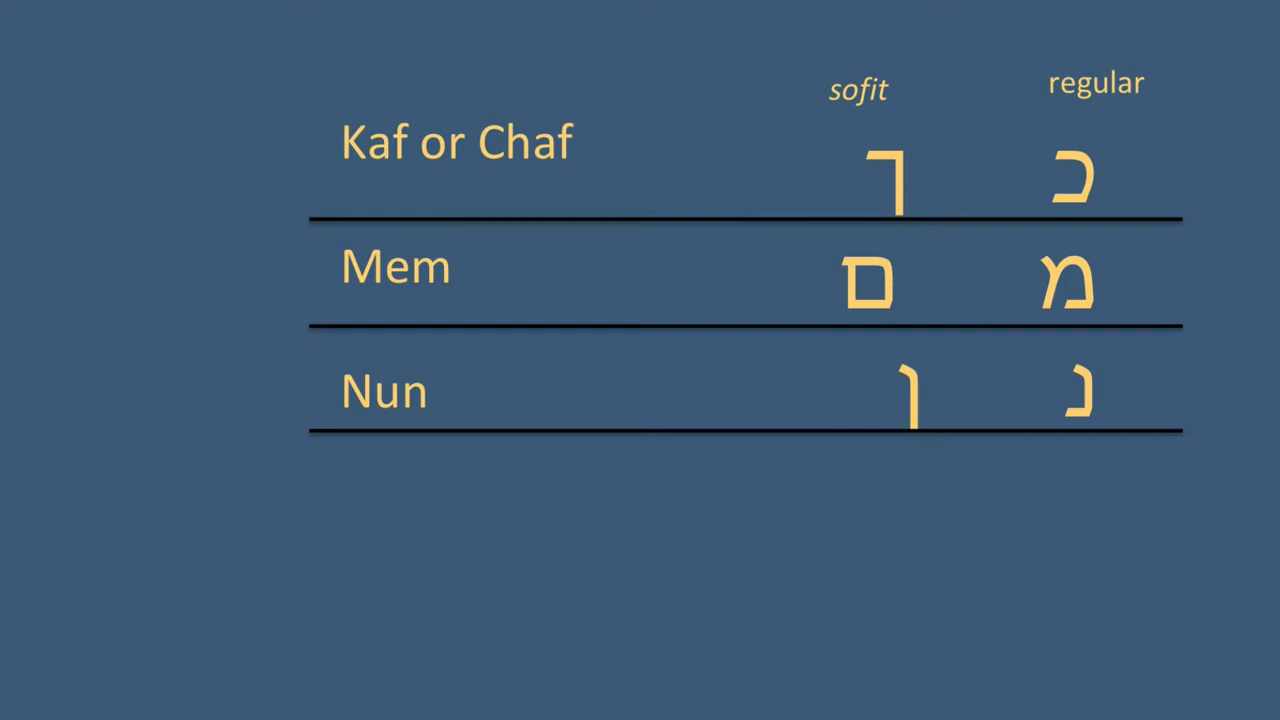 sofit regular
Kaf or Chaf ך כ
Mem ם מ
Nun ן נ